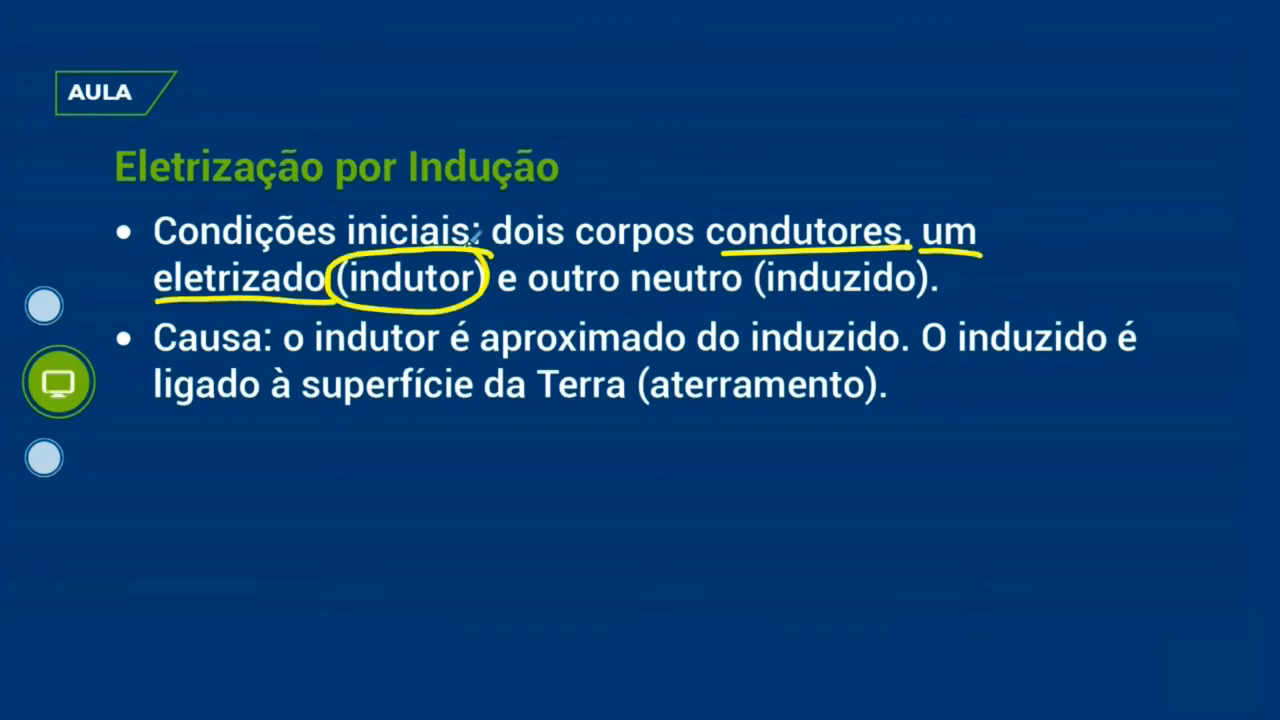 AULA
Eletrização por Indução
• Condições iniciais: dois corpos condutores, um
eletrizado (indutor) e outro neutro (induzido).
• Causa: o indutor é aproximado do induzido. O induzido é
ligado à superfície da Terra (aterramento).